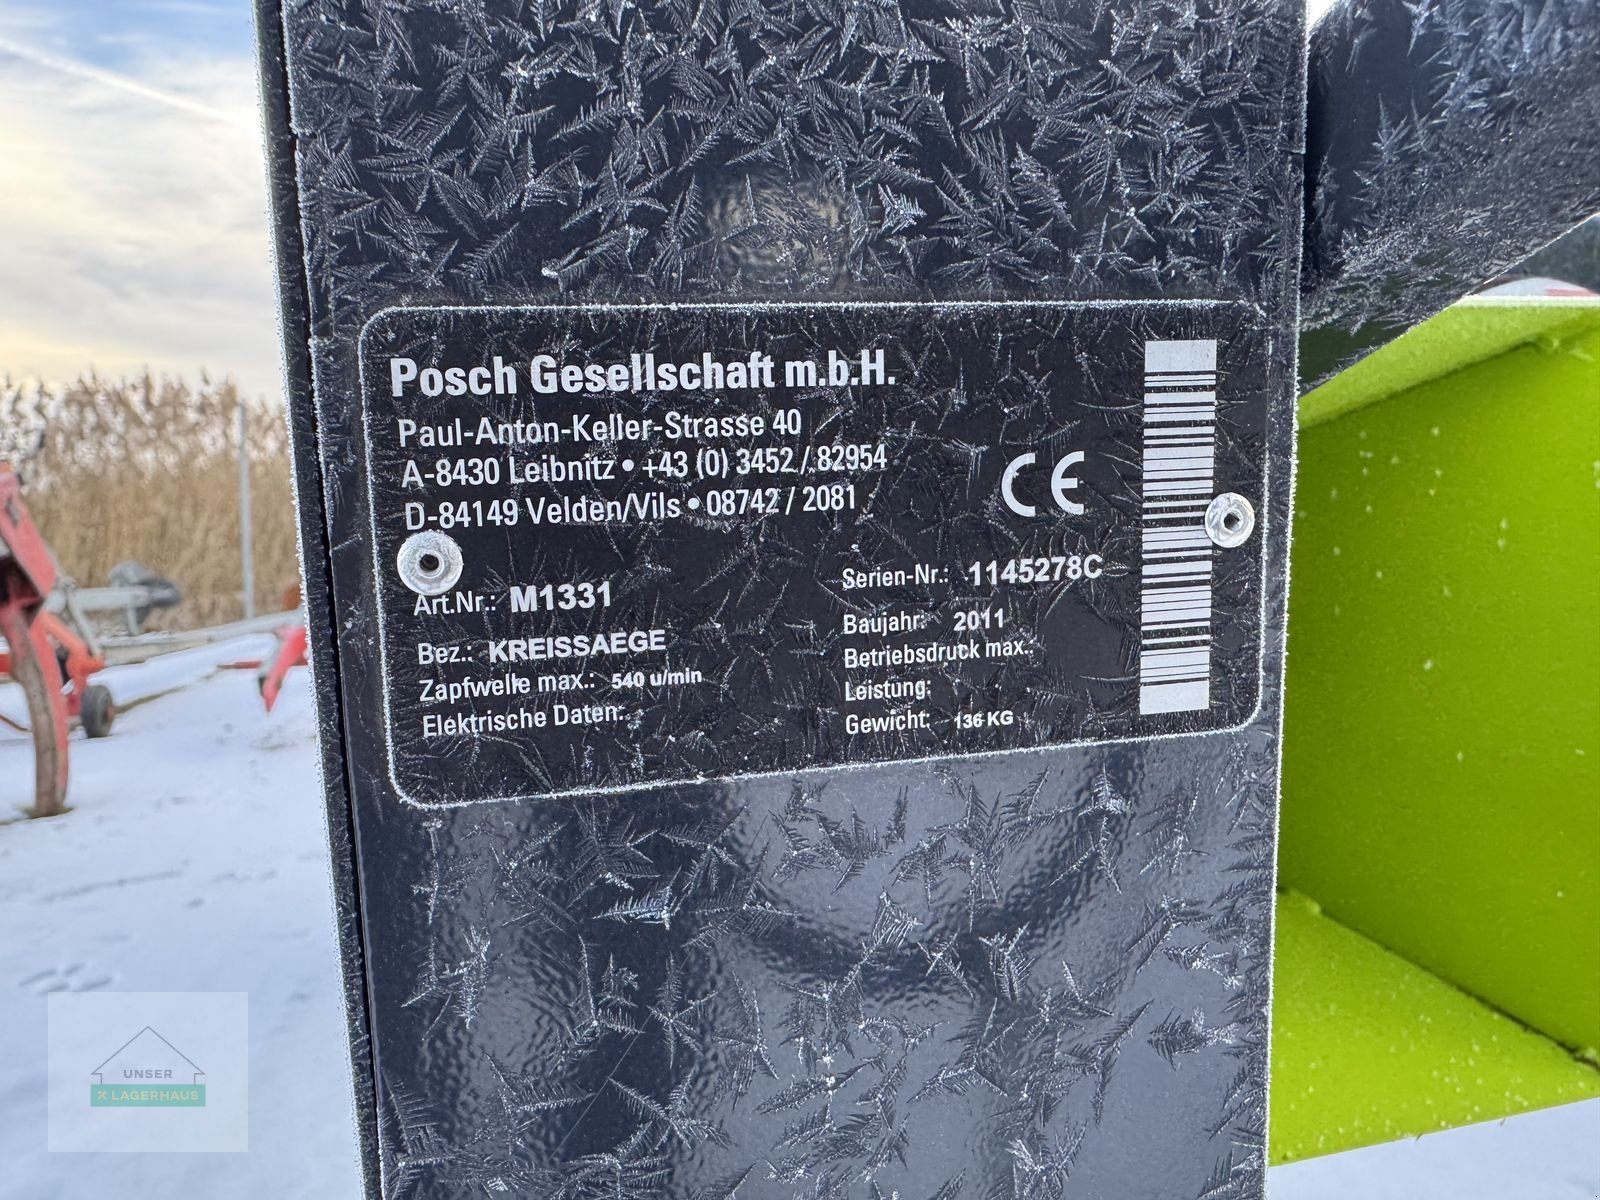 Posch Gesellschaft m.b.H.
Paul-Anton-Keller-Strasse 40
A-8430 Leibnitz • +43 (0) 3452 / 82954
D-84149 Velden/Vils • 08742 / 2081
CE
Art.Nr.: M1331
Bez.: KREISSAEGE
Zapfwelle max.: 540 u/min
Elektrische Daten:
Serien-Nr.: 1145278C
Baujahr: 2011
Betriebsdruck max.:
Leistung:
Gewicht: 136 KG
UNSER
X LAGERHAUS